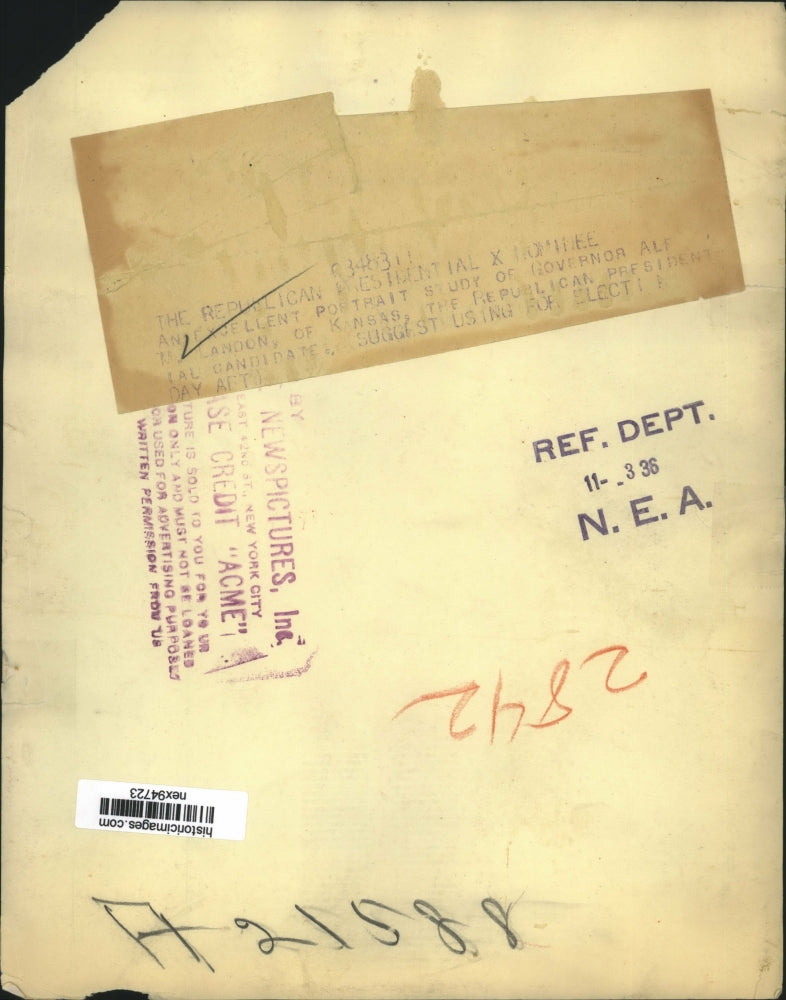 THE REPUBLICAN PRESIDENTIAL X NOMINEE
AN EXCELLENT PORTRAIT STUDY OF GOVERNOR ALF
M. LANDON, OF KANSAS, THE REPUBLICAN PRESIDENT
IAL CANDIDATE. SUGGEST USING FOR
DAY
BY
NEWSPICTURES, Inc.
EAST 42ND ST., NEW YORK CITY
CREDIT "ACME"
IS SOLD TO YOU FOR YOUR
ONLY AND MUST NOT BE LOANED
OR USED FOR ADVERTISING PURPOSES
WRITTEN PERMISSION FROM US
REF. DEPT.
11- . 3 36
N. E. A.
2842
historicimages.com
nex94723
21588